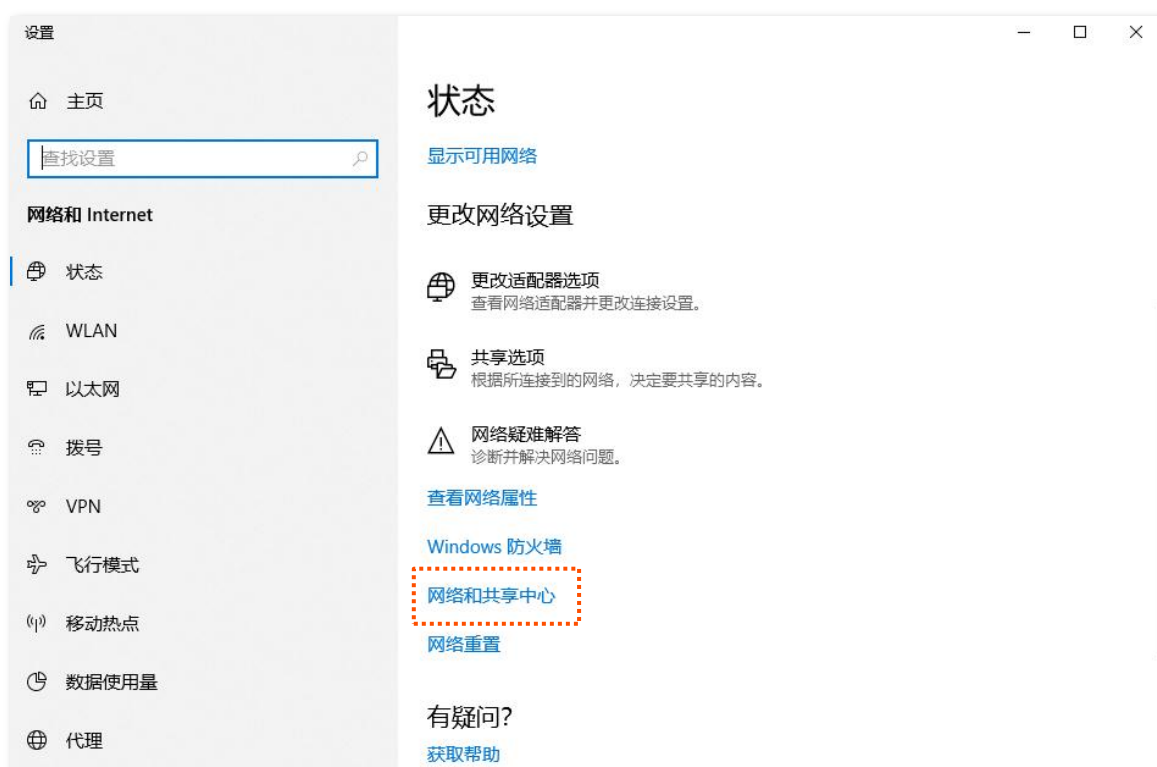 设置
主页
查找设置
网络和 Internet
状态
WLAN
以太网
拨号
VPN
飞行模式
移动热点
数据使用量
代理
状态
显示可用网络
更改网络设置
更改适配器选项
查看网络适配器并更改连接设置。
共享选项
根据所连接到的网络，决定要共享的内容。
网络疑难解答
诊断并解决网络问题。
查看网络属性
Windows 防火墙
网络和共享中心
网络重置
有疑问?
获取帮助